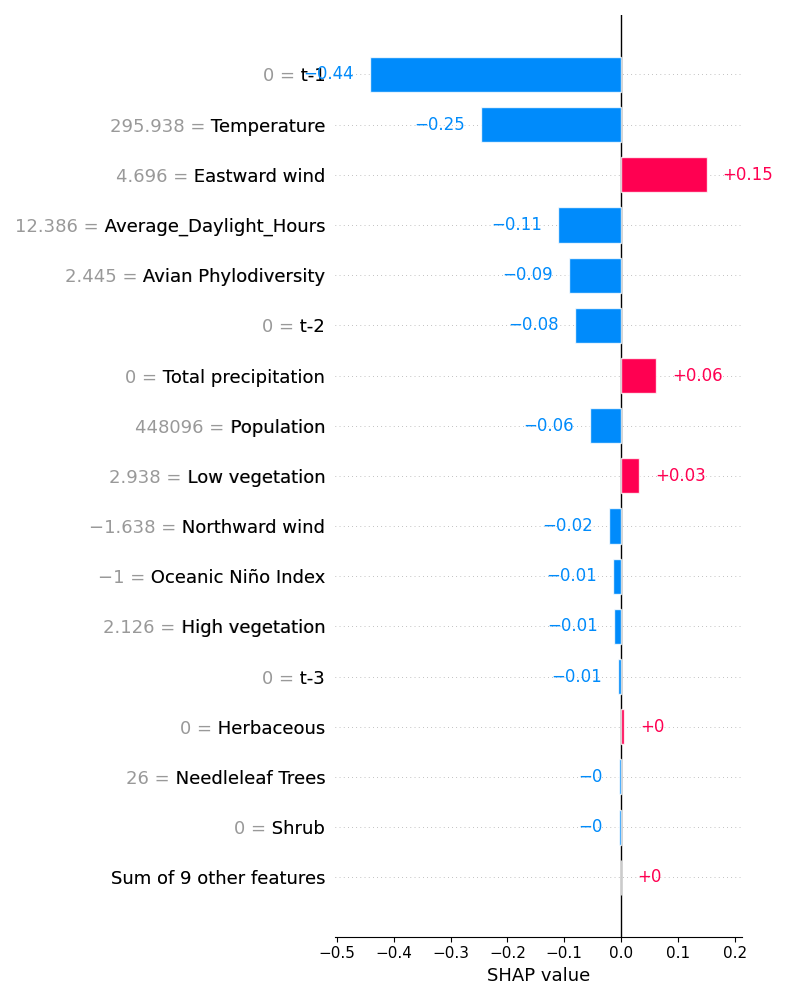 0 = t-1 −0.44
295.938 = Temperature −0.25
4.696 = Eastward wind +0.15
12.386 = Average_Daylight_Hours −0.11
2.445 = Avian Phylodiversity −0.09
0 = t-2 −0.08
0 = Total precipitation +0.06
448096 = Population −0.06
2.938 = Low vegetation +0.03
−1.638 = Northward wind −0.02
−1 = Oceanic Niño Index −0.01
2.126 = High vegetation −0.01
0 = t-3 −0.01
0 = Herbaceous +0
26 = Needleleaf Trees −0
0 = Shrub −0
Sum of 9 other features +0
−0.5 −0.4 −0.3 −0.2 −0.1 0.0 0.1 0.2
SHAP value